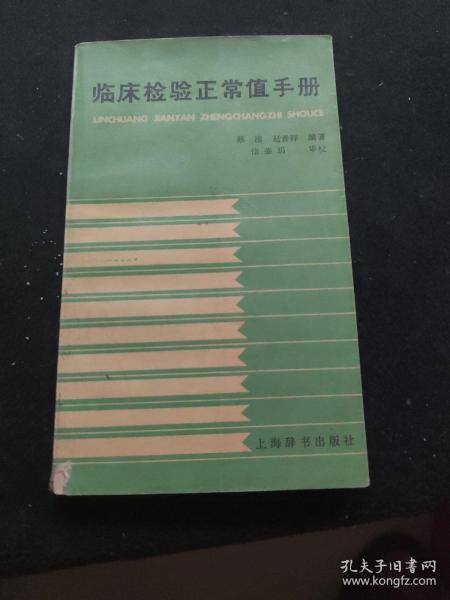 临床检验正常值手册
LINCHUANG JIANYAN ZHENGCHANGZHI SHOUCE
编著
审校
上海辞书出版社
孔夫子旧书网
www.kongfz.com